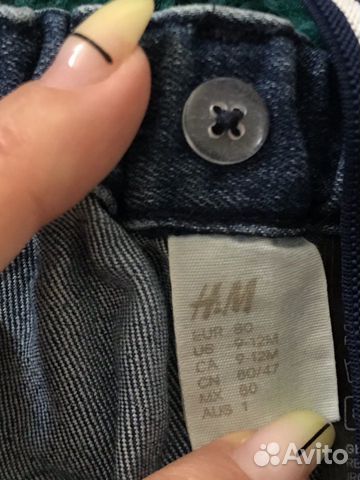 H&M
EUR 80
US 9-12M
CA 9-12M
CN 80/47
MX 80
AUS 1
Avito